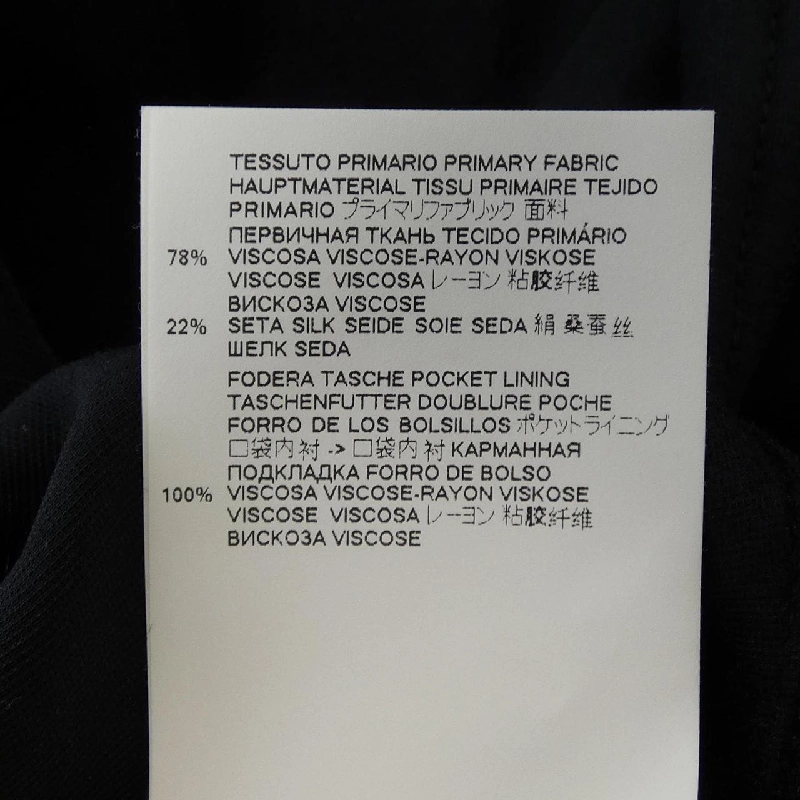 TESSUTO PRIMARIO PRIMARY FABRIC
HAUPTMATERIAL TISSU PRIMAIRE TEJIDO
PRIMARIO プライマリファブリック 面料
ПЕРВИЧНАЯ ТКАНЬ TECIDO PRIMÁRIO
78% VISCOSA VISCOSE-RAYON VISKOSE
VISCOSE VISCOSA レーヨン 粘胶纤维
ВИСКОЗА VISCOSE
22% SETA SILK SEIDE SOIE SEDA 絹 桑蚕丝
ШЕЛК SEDA
FODERA TASCHE POCKET LINING
TASCHENFUTTER DOUBLURE POCHE
FORRO DE LOS BOLSILLOS ポケットライニング
口袋内衬 -> 口袋内衬 КАРМАННАЯ
ПОДКЛАДКА FORRO DE BOLSO
100% VISCOSA VISCOSE-RAYON VISKOSE
VISCOSE VISCOSA レーヨン 粘胶纤维
ВИСКОЗА VISCOSE